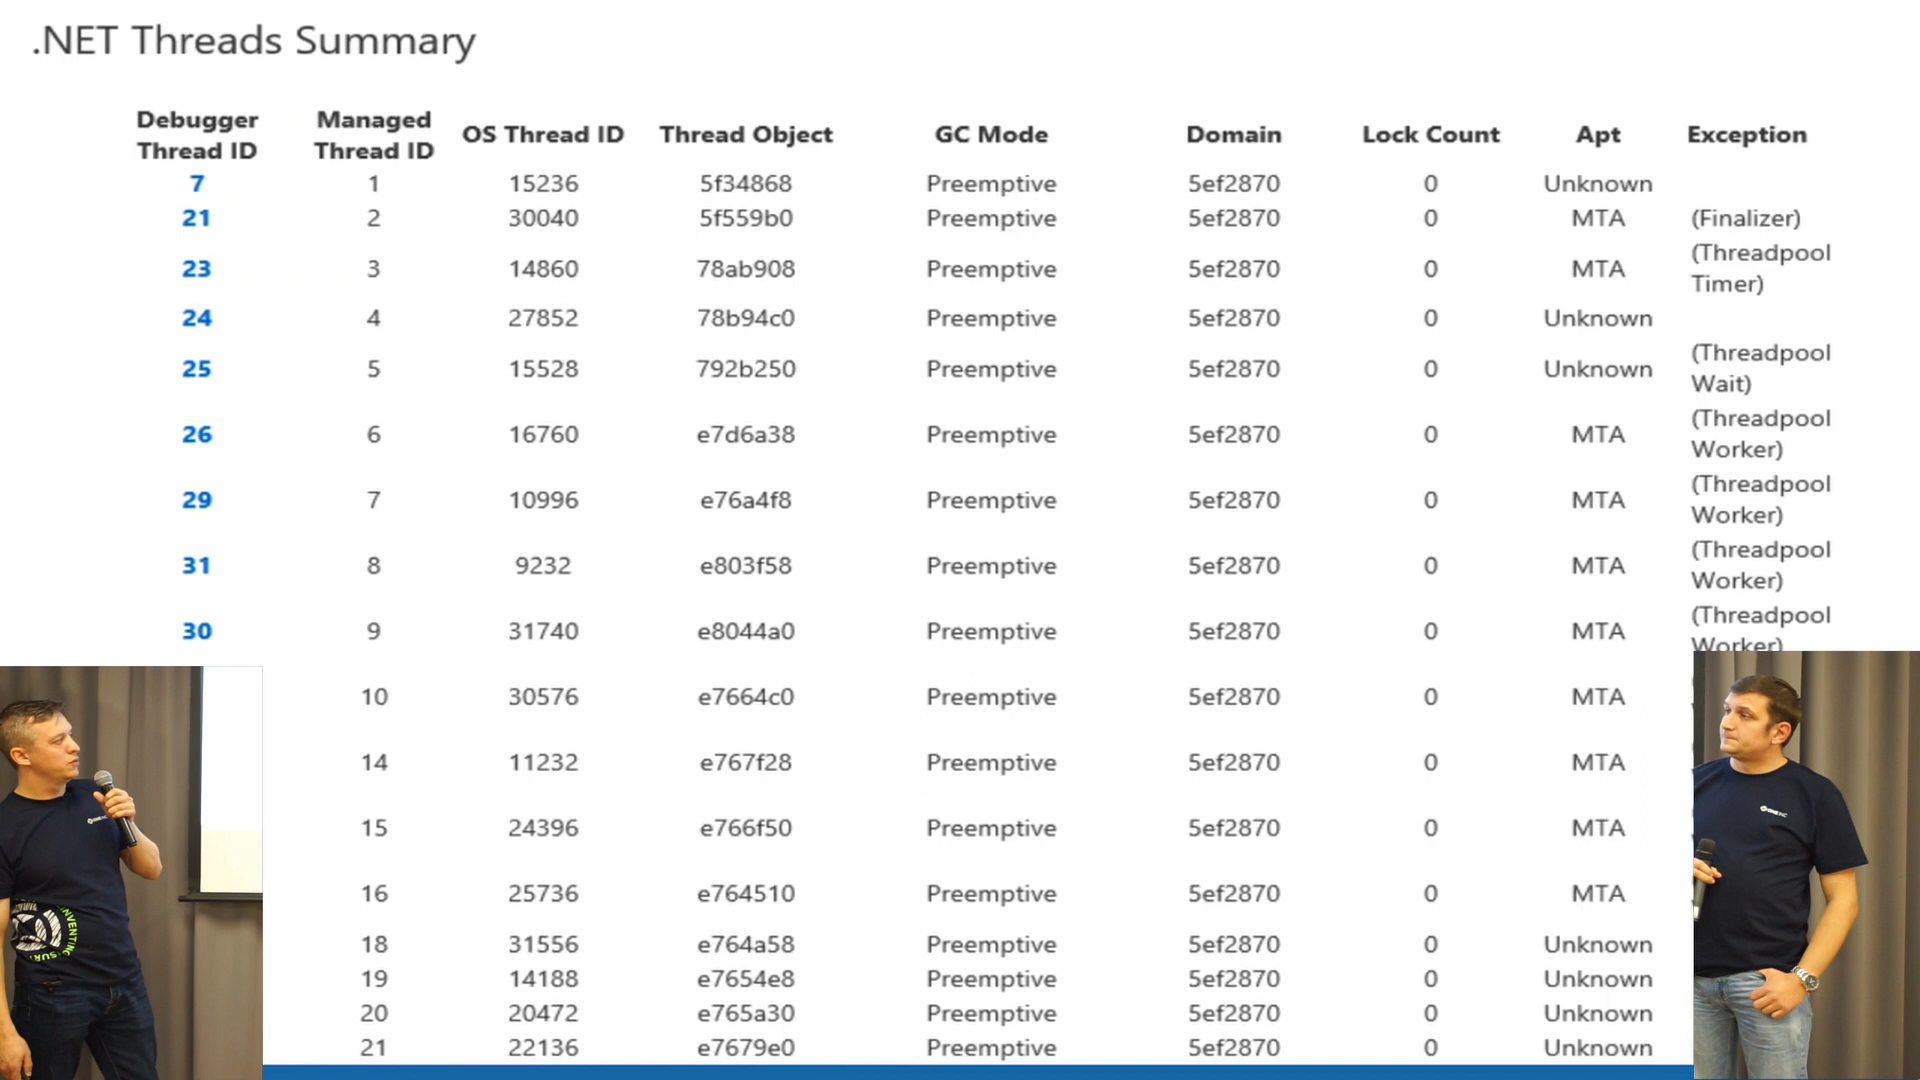 .NET Threads Summary
Debugger Thread ID Managed Thread ID OS Thread ID Thread Object GC Mode Domain Lock Count Apt Exception
7 1 15236 5f34868 Preemptive 5ef2870 0 Unknown
21 2 30040 5f559b0 Preemptive 5ef2870 0 MTA (Finalizer)
23 3 14860 78ab908 Preemptive 5ef2870 0 MTA (Threadpool Timer)
24 4 27852 78b94c0 Preemptive 5ef2870 0 Unknown
25 5 15528 792b250 Preemptive 5ef2870 0 Unknown (Threadpool Wait)
26 6 16760 e7d6a38 Preemptive 5ef2870 0 MTA (Threadpool Worker)
29 7 10996 e76a4f8 Preemptive 5ef2870 0 MTA (Threadpool Worker)
31 8 9232 e803f58 Preemptive 5ef2870 0 MTA (Threadpool Worker)
30 9 31740 e8044a0 Preemptive 5ef2870 0 MTA (Threadpool Worker)
10 30576 e7664c0 Preemptive 5ef2870 0 MTA
14 11232 e767f28 Preemptive 5ef2870 0 MTA
15 24396 e766f50 Preemptive 5ef2870 0 MTA
16 25736 e764510 Preemptive 5ef2870 0 MTA
18 31556 e764a58 Preemptive 5ef2870 0 Unknown
19 14188 e7654e8 Preemptive 5ef2870 0 Unknown
20 20472 e765a30 Preemptive 5ef2870 0 Unknown
21 22136 e7679e0 Preemptive 5ef2870 0 Unknown